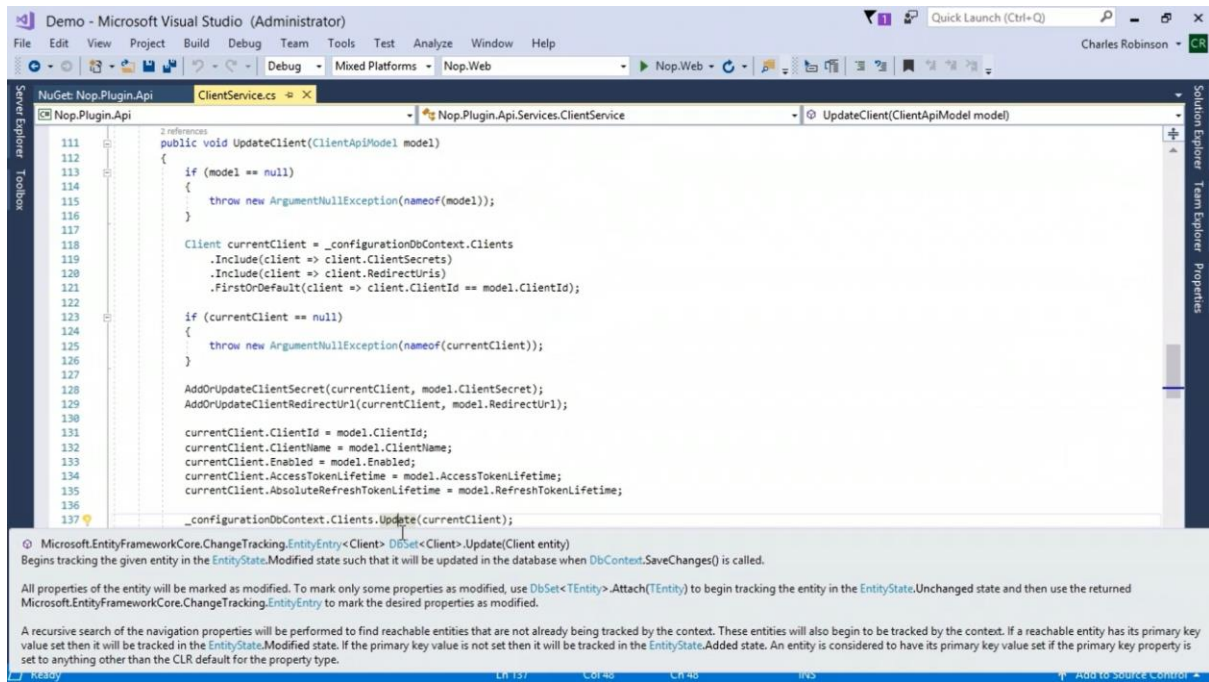 Demo - Microsoft Visual Studio (Administrator)
1
Quick Launch (Ctrl+Q)
File Edit View Project Build Debug Team Tools Test Analyze Window Help
Charles Robinson
CR
Debug Mixed Platforms Nop.Web Nop.Web
Server Explorer
Toolbox
NuGet: Nop.Plugin.Api ClientService.cs
Nop.Plugin.Api Nop.Plugin.Api.Services.ClientService UpdateClient(ClientApiModel model)
2 references
111 public void UpdateClient(ClientApiModel model)
112 {
113 if (model == null)
114 {
115 throw new ArgumentNullException(nameof(model));
116 }
117
118 Client currentClient = _configurationDbContext.Clients
119 .Include(client => client.ClientSecrets)
120 .Include(client => client.RedirectUris)
121 .FirstOrDefault(client => client.ClientId == model.ClientId);
122
123 if (currentClient == null)
124 {
125 throw new ArgumentNullException(nameof(currentClient));
126 }
127
128 AddOrUpdateClientSecret(currentClient, model.ClientSecret);
129 AddOrUpdateClientRedirectUrl(currentClient, model.RedirectUrl);
130
131 currentClient.ClientId = model.ClientId;
132 currentClient.ClientName = model.ClientName;
133 currentClient.Enabled = model.Enabled;
134 currentClient.AccessTokenLifetime = model.AccessTokenLifetime;
135 currentClient.AbsoluteRefreshTokenLifetime = model.RefreshTokenLifetime;
136
137 _configurationDbContext.Clients.Update(currentClient);
Solution Explorer
Team Explorer
Properties
Microsoft.EntityFrameworkCore.ChangeTracking.EntityEntry<Client> DbSet<Client>.Update(Client entity)
Begins tracking the given entity in the EntityState.Modified state such that it will be updated in the database when DbContext.SaveChanges() is called.
All properties of the entity will be marked as modified. To mark only some properties as modified, use DbSet<TEntity>.Attach(TEntity) to begin tracking the entity in the EntityState.Unchanged state and then use the returned
Microsoft.EntityFrameworkCore.ChangeTracking.EntityEntry to mark the desired properties as modified.
A recursive search of the navigation properties will be performed to find reachable entities that are not already being tracked by the context. These entities will also begin to be tracked by the context. If a reachable entity has its primary key
value set then it will be tracked in the EntityState.Modified state. If the primary key value is not set then it will be tracked in the EntityState.Added state. An entity is considered to have its primary key value set if the primary key property is
set to anything other than the CLR default for the property type.
Ready Ln 137 Col 48 Ch 48 INS Add to Source Control